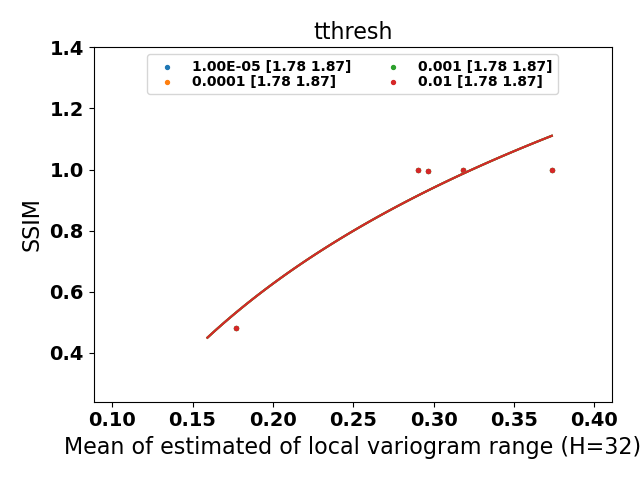 tthresh
1.00E-05 [1.78 1.87]
0.0001 [1.78 1.87]
0.001 [1.78 1.87]
0.01 [1.78 1.87]
1.4
1.2
1.0
0.8
0.6
0.4
SSIM
0.10 0.15 0.20 0.25 0.30 0.35 0.40
Mean of estimated of local variogram range (H=32)